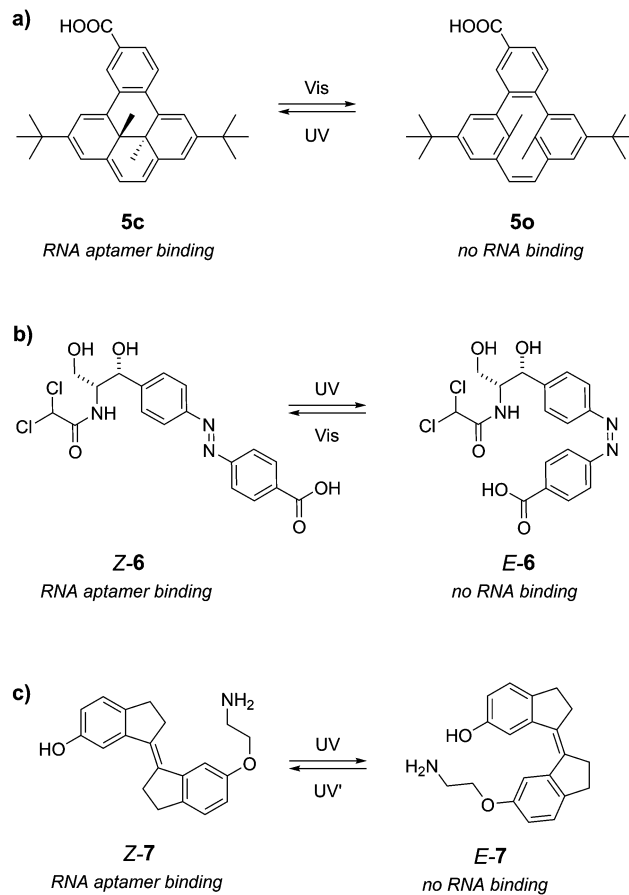 a)
HOOC
HOOC
Vis
UV
5c
5o
RNA aptamer binding
no RNA binding
b)
OH
OH
OH
OH
Cl
Cl
Cl
Cl
N
H
N
H
O
O
N
N
N
N
UV
Vis
OH
O
HO
O
Z-6
E-6
RNA aptamer binding
no RNA binding
c)
NH2
HO
O
UV
UV'
HO
H2N
O
Z-7
E-7
RNA aptamer binding
no RNA binding